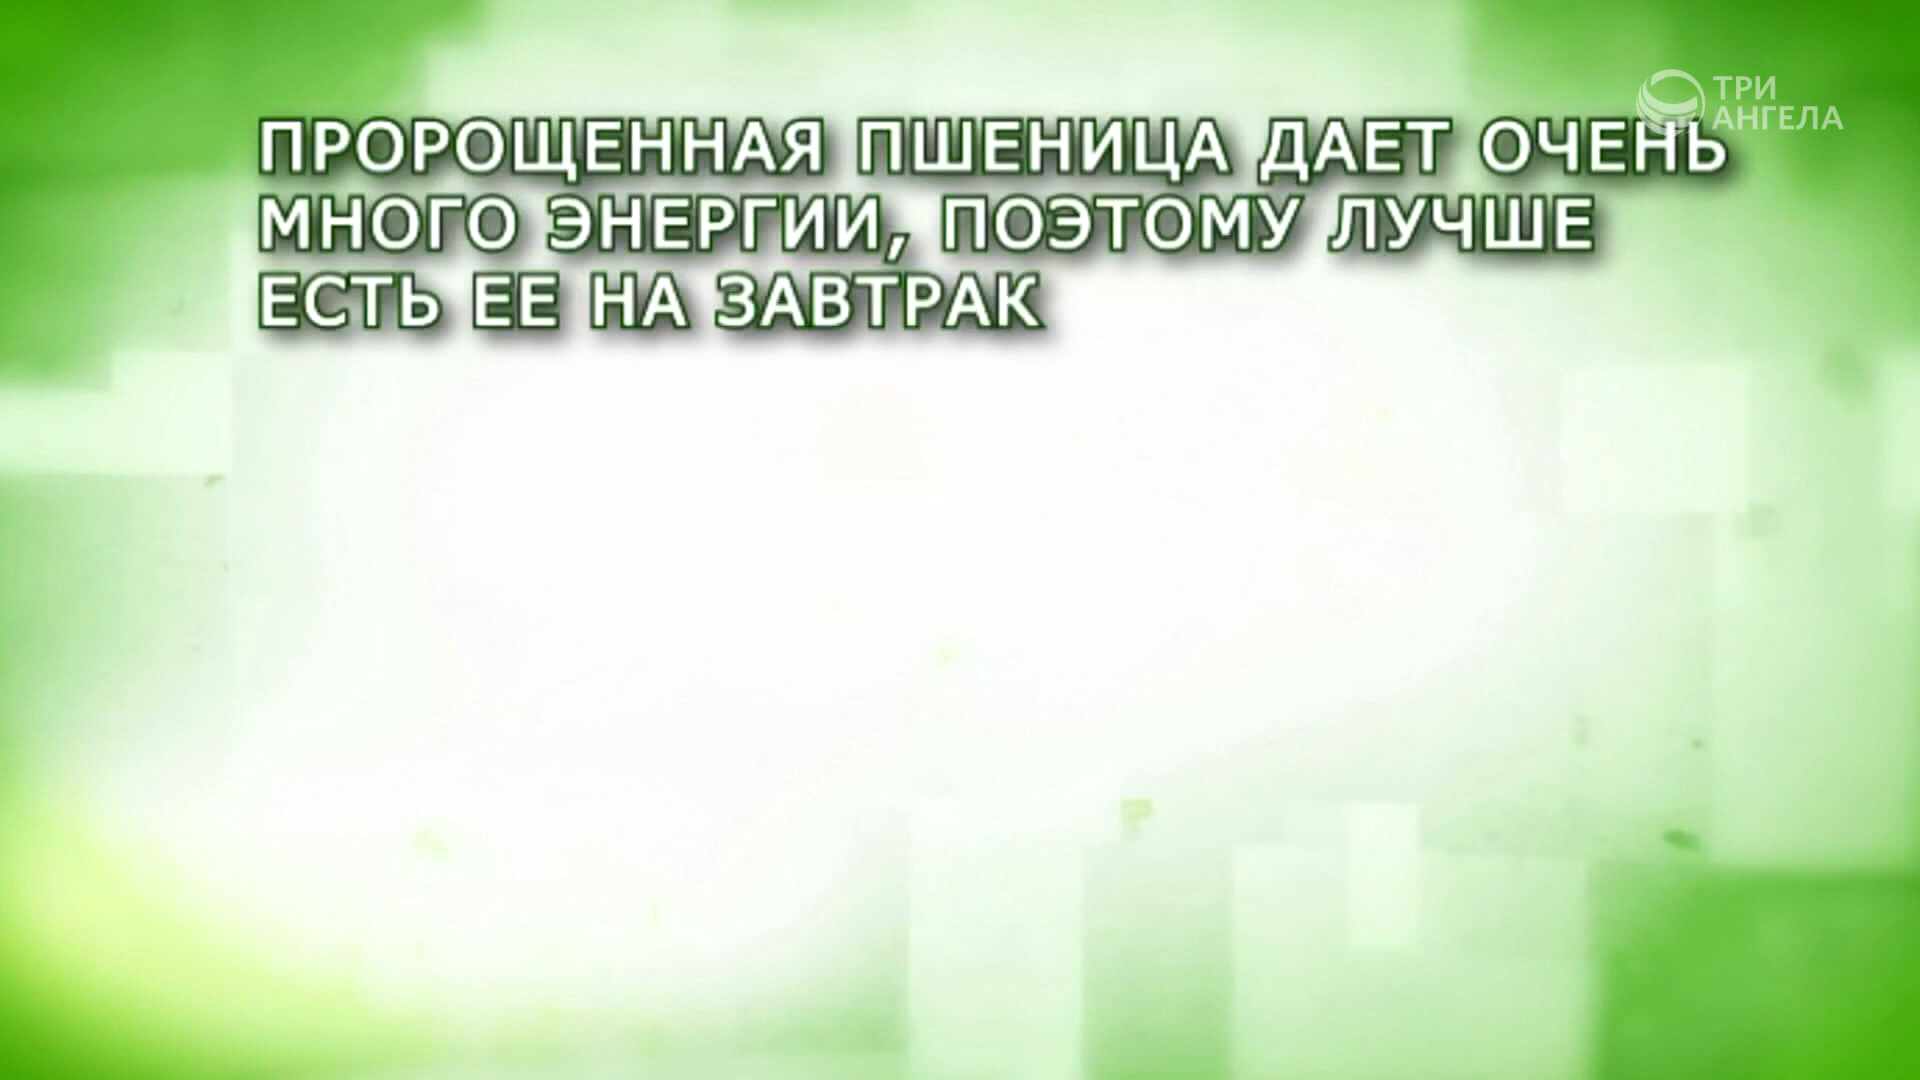 ТРИ
АНГЕЛА
ПРОРОЩЕННАЯ ПШЕНИЦА ДАЕТ ОЧЕНЬ
МНОГО ЭНЕРГИИ, ПОЭТОМУ ЛУЧШЕ
ЕСТЬ ЕЕ НА ЗАВТРАК